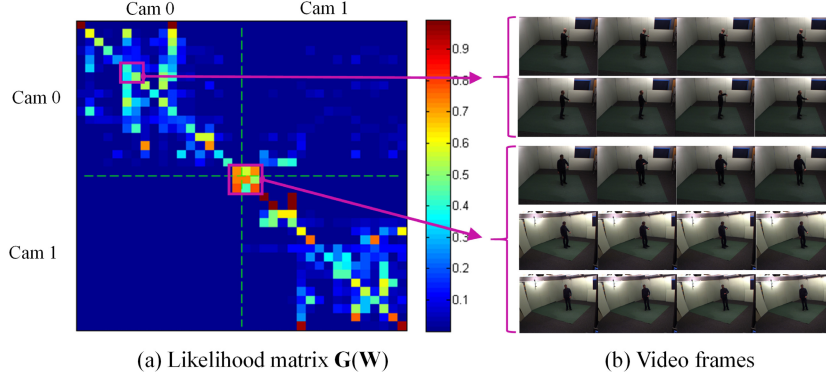 Cam 0 Cam 1
Cam 0
Cam 1
0.9
0.8
0.7
0.6
0.5
0.4
0.3
0.2
0.1
(a) Likelihood matrix G(W)
(b) Video frames